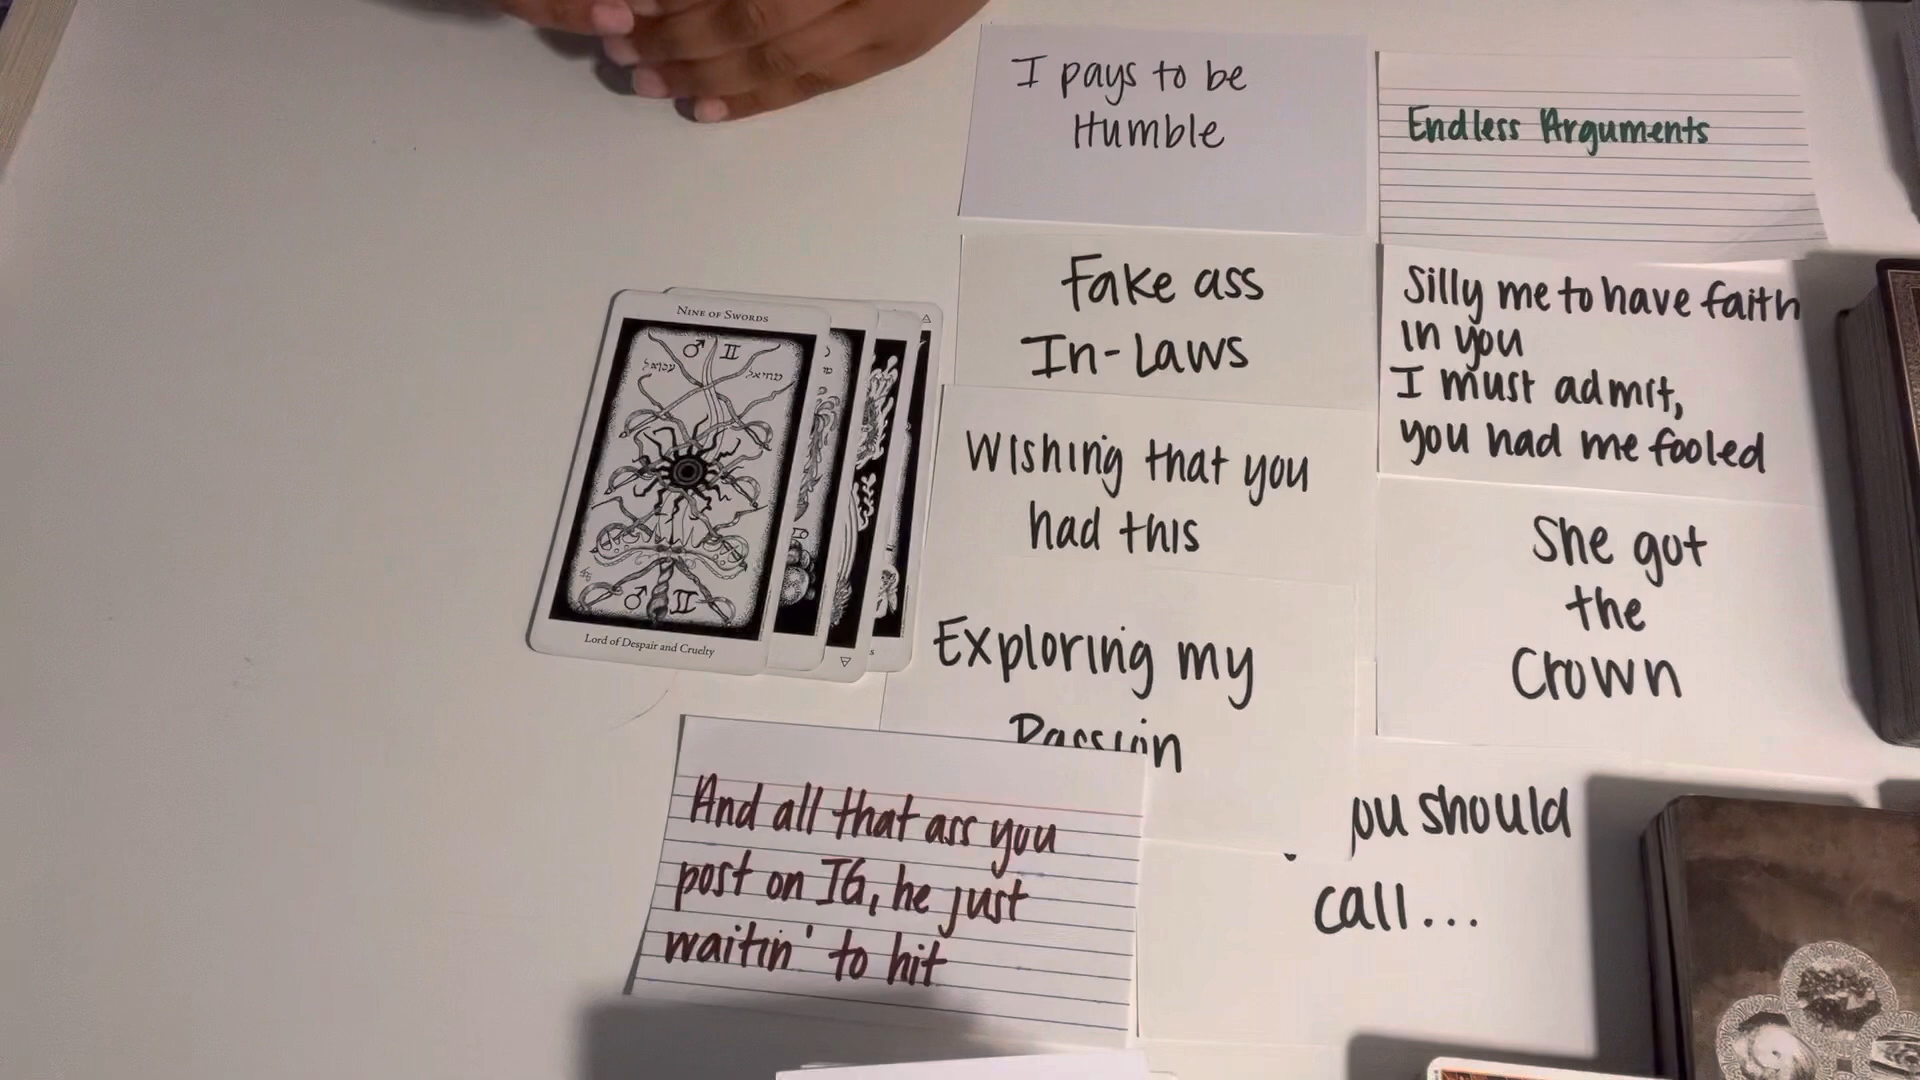 I pays to be
Humble
Endless Arguments
Fake ass
In-Laws
Silly me to have faith
in you
I must admit,
you had me fooled
Wishing that you
had this
She got
the
Crown
Exploring my
Passion
ou should
call...
And all that ass you
post on IG, he just
waitin' to hit
NINE OF SWORDS
♂ II
♂ II
Lord of Despair and Cruelty